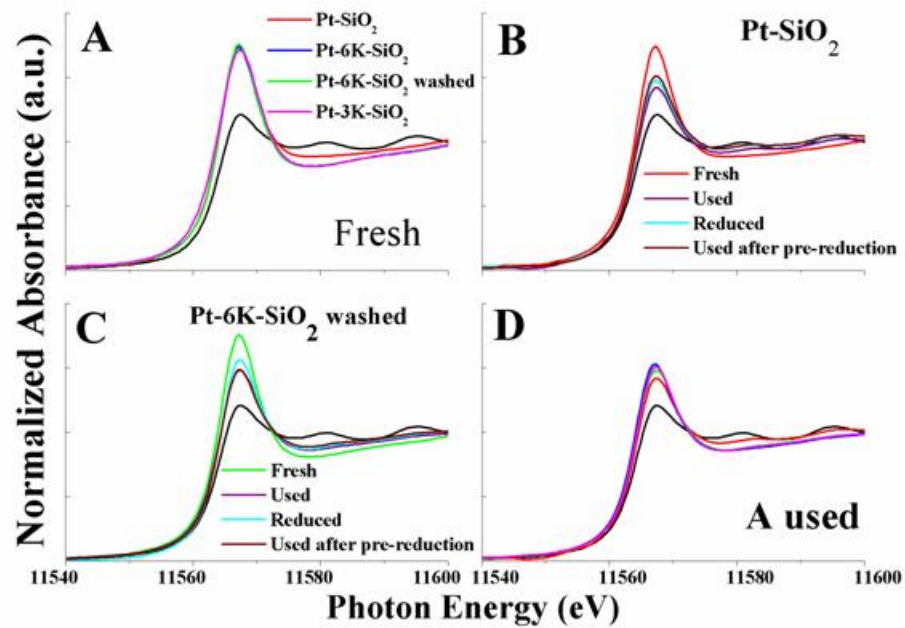 Normalized Absorbance (a.u.)
A
Pt-SiO2
Pt-6K-SiO2
Pt-6K-SiO2 washed
Pt-3K-SiO2
Fresh
B
Pt-SiO2
Fresh
Used
Reduced
Used after pre-reduction
C
Pt-6K-SiO2 washed
Fresh
Used
Reduced
Used after pre-reduction
D
A used
11540 11560 11580 11600
11540 11560 11580 11600
Photon Energy (eV)